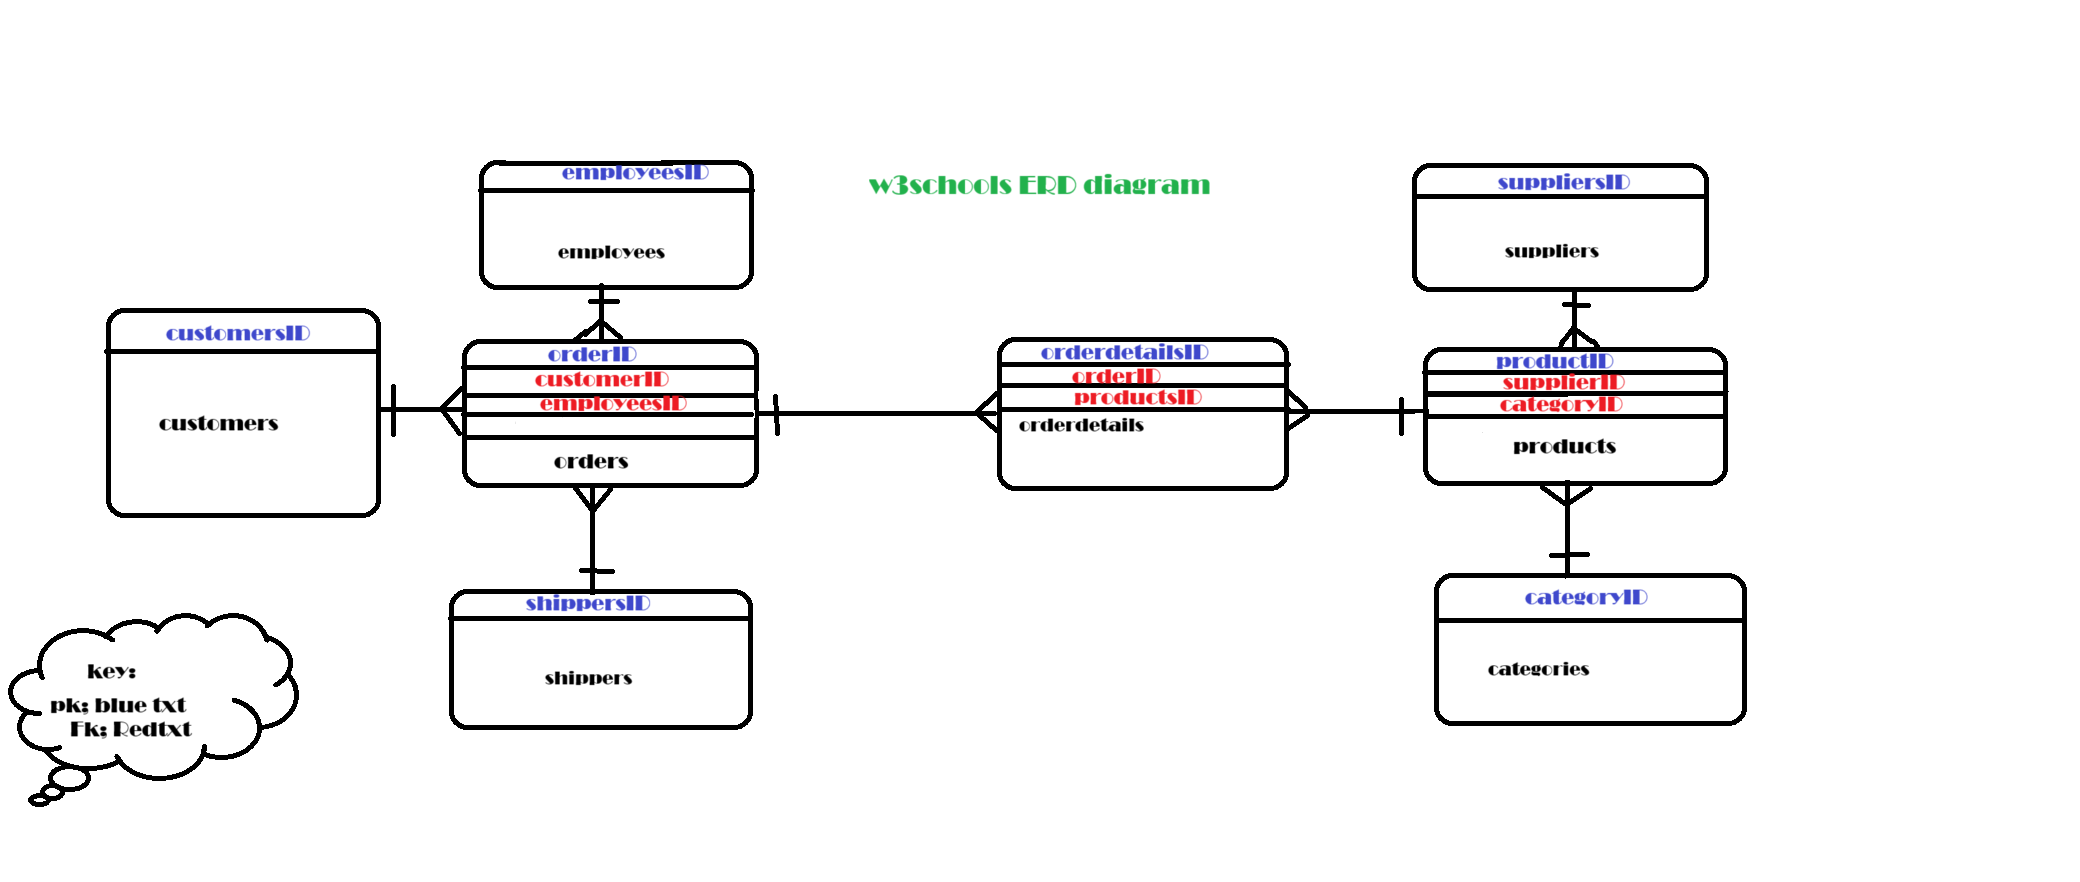 w3schools ERD diagram
employeesID
employees
suppliersID
suppliers
customersID
customers
orderID
customerID
employeesID
orders
orderdetailsID
orderID
productsID
orderdetails
productID
supplierID
categoryID
products
shippersID
shippers
categoryID
categories
key:
pk; blue txt
Fk; Redtxt